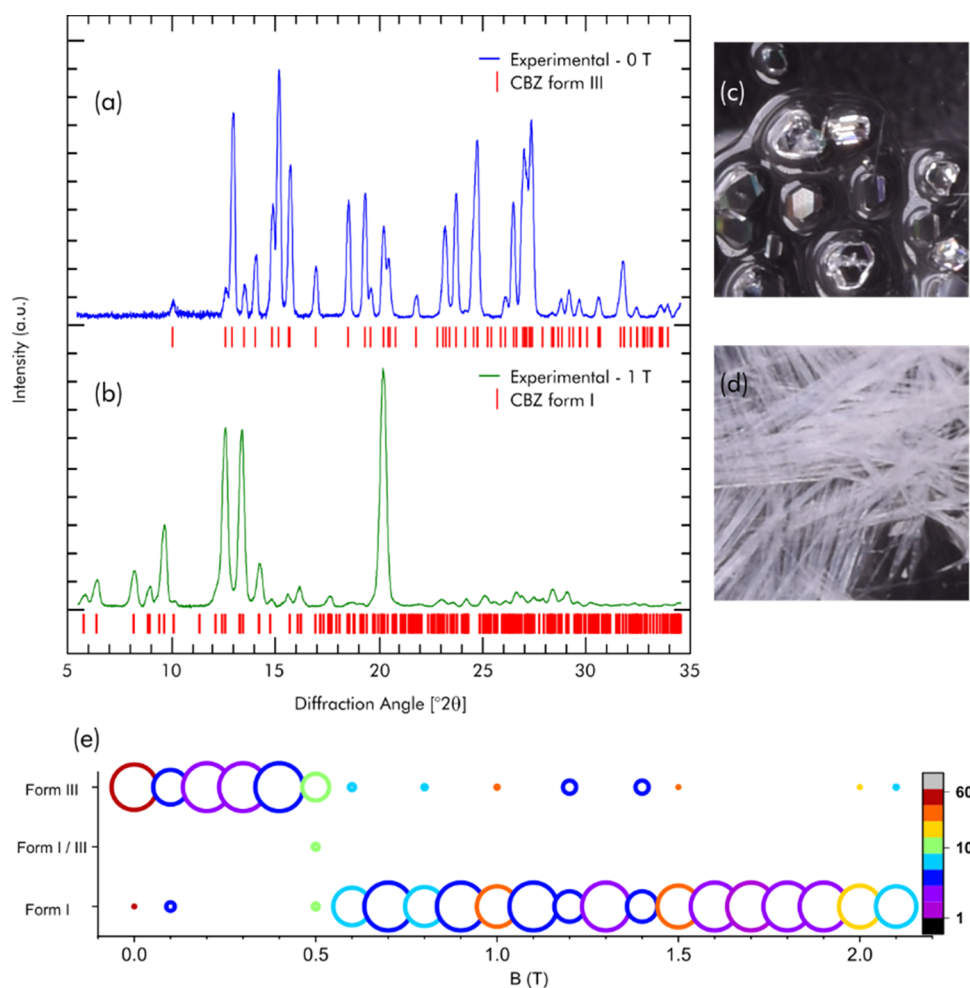 (a)
Experimental - 0 T
CBZ form III
(b)
Experimental - 1 T
CBZ form I
Intensity (a.u.)
5 10 15 20 25 30 35
Diffraction Angle [°2θ]
(c)
(d)
(e)
Form III
Form I / III
Form I
0.0 0.5 1.0 1.5 2.0
B (T)
60
10
1